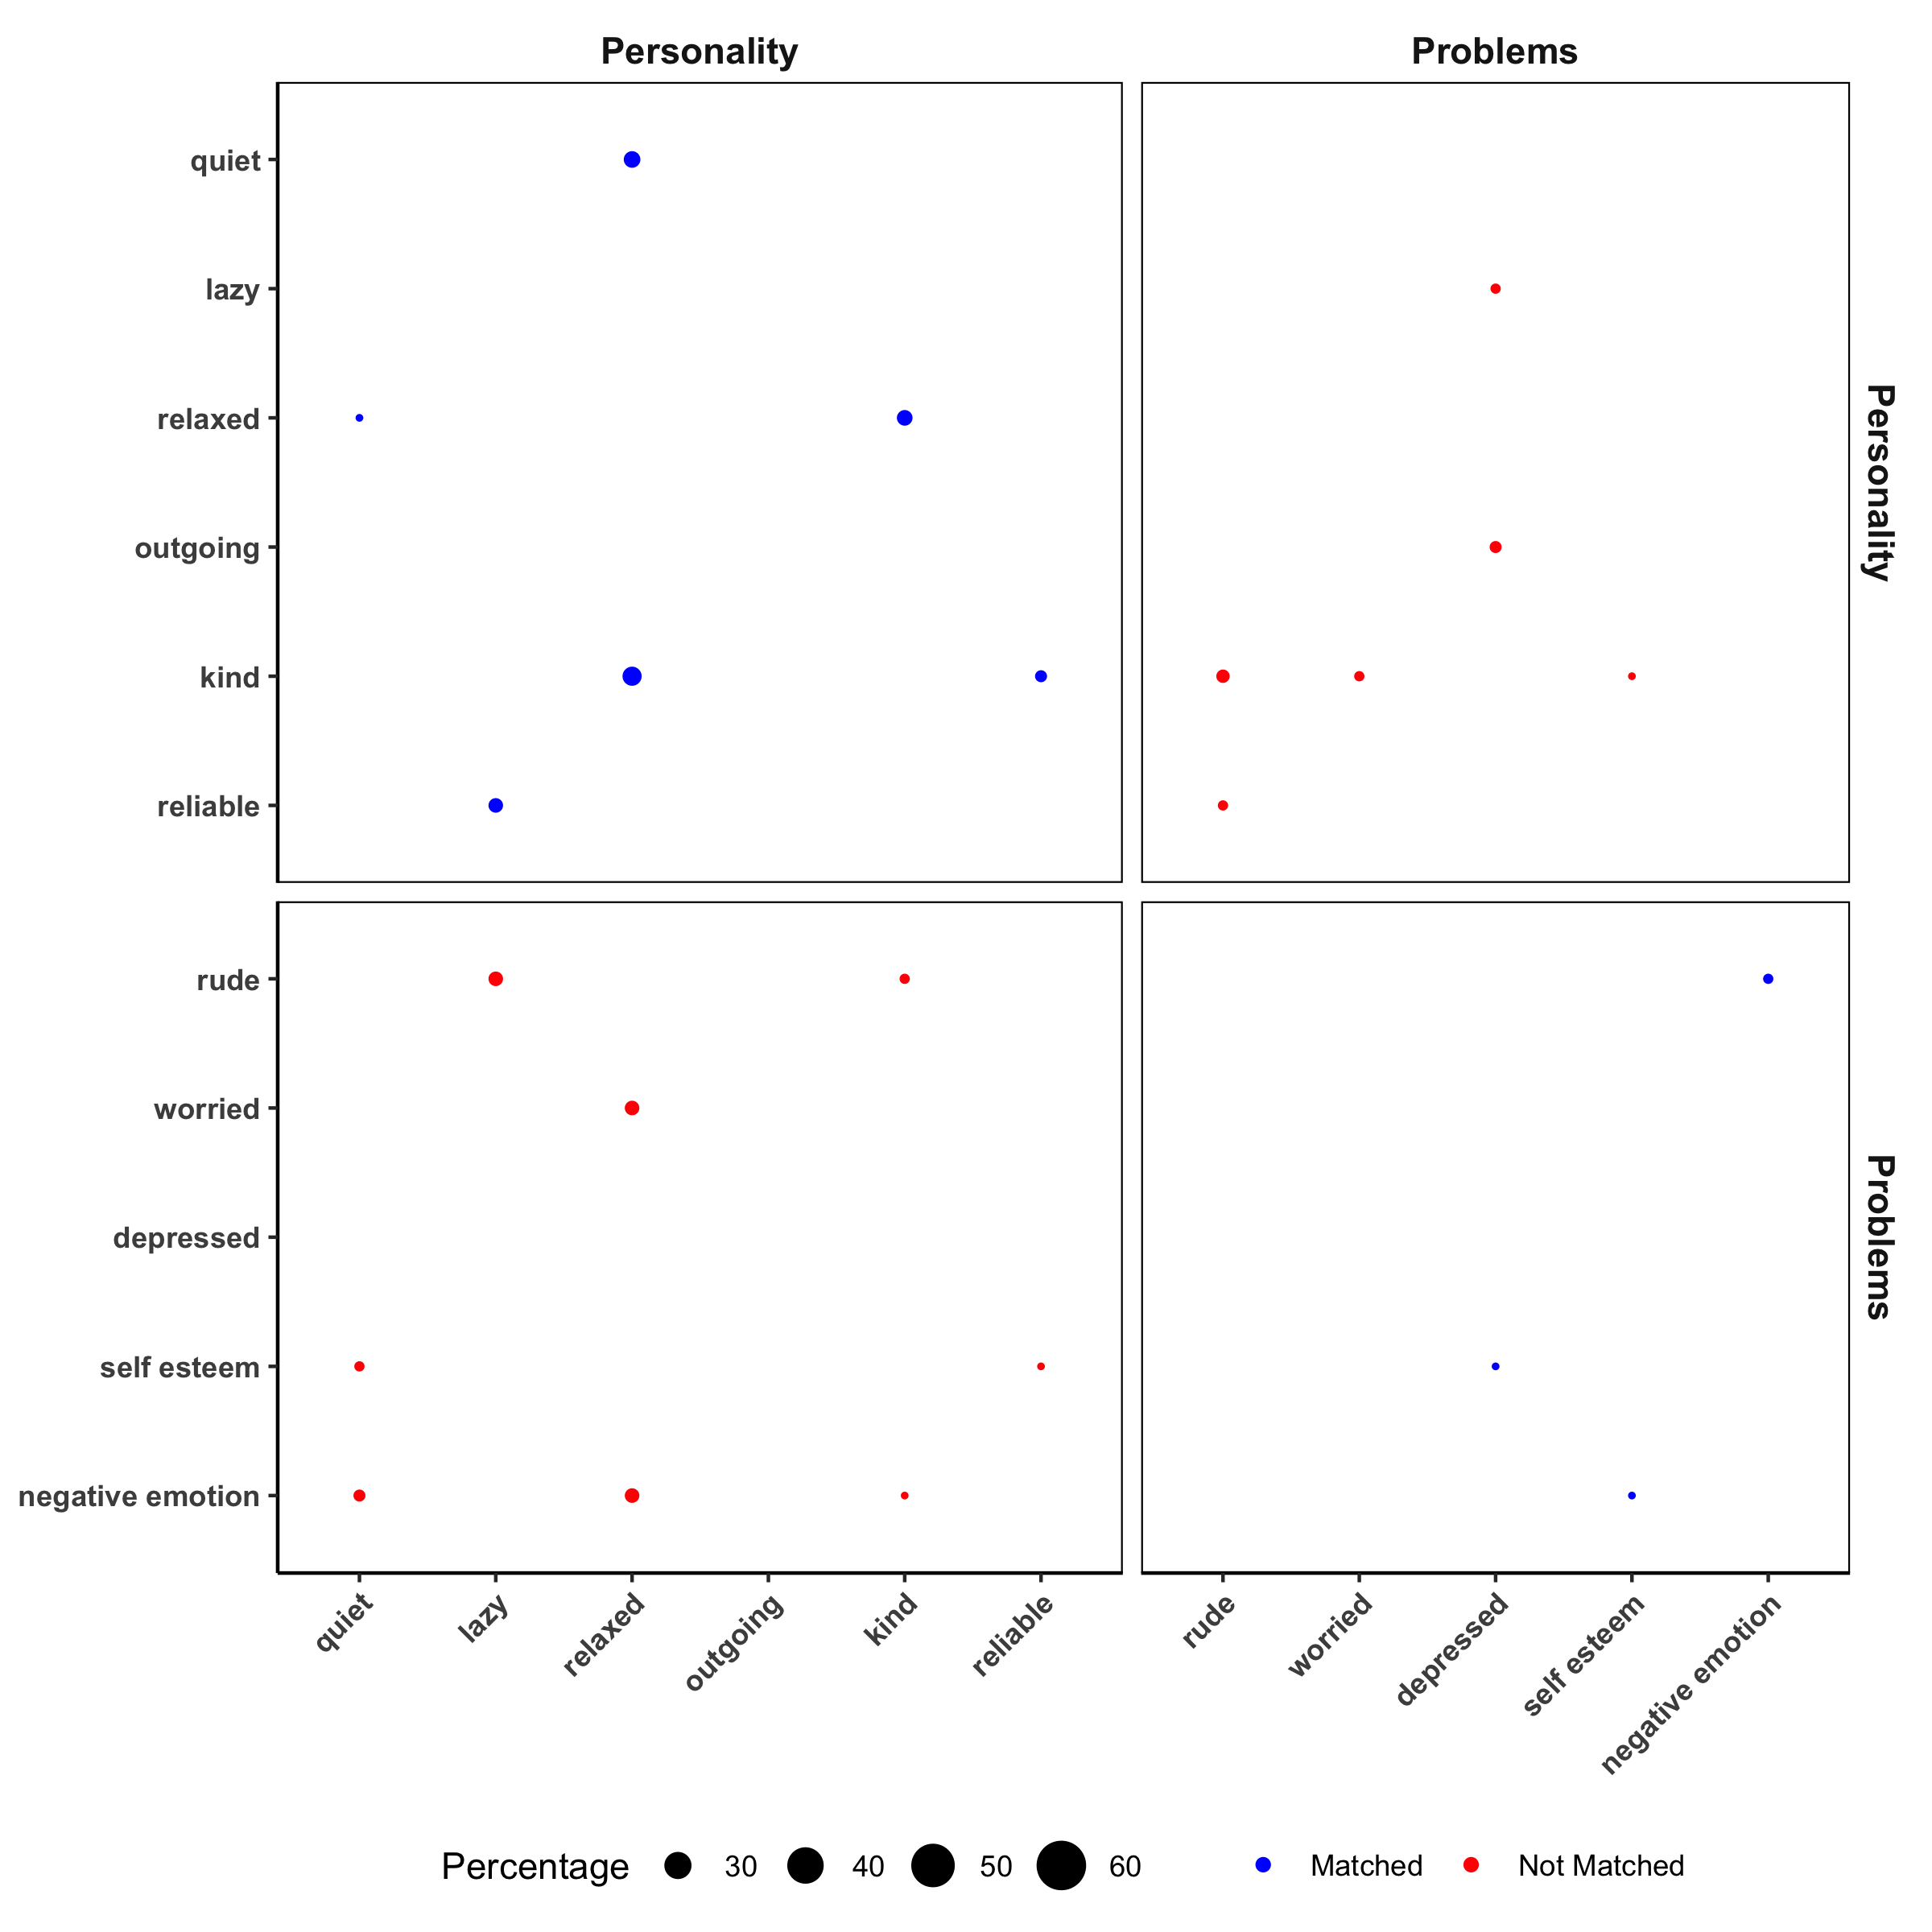 Personality
Problems
quiet
lazy
relaxed
outgoing
kind
reliable
Personality
rude
worried
depressed
self esteem
negative emotion
Problems
quiet
lazy
relaxed
outgoing
kind
reliable
rude
worried
depressed
self esteem
negative emotion
Percentage 30 40 50 60 Matched Not Matched